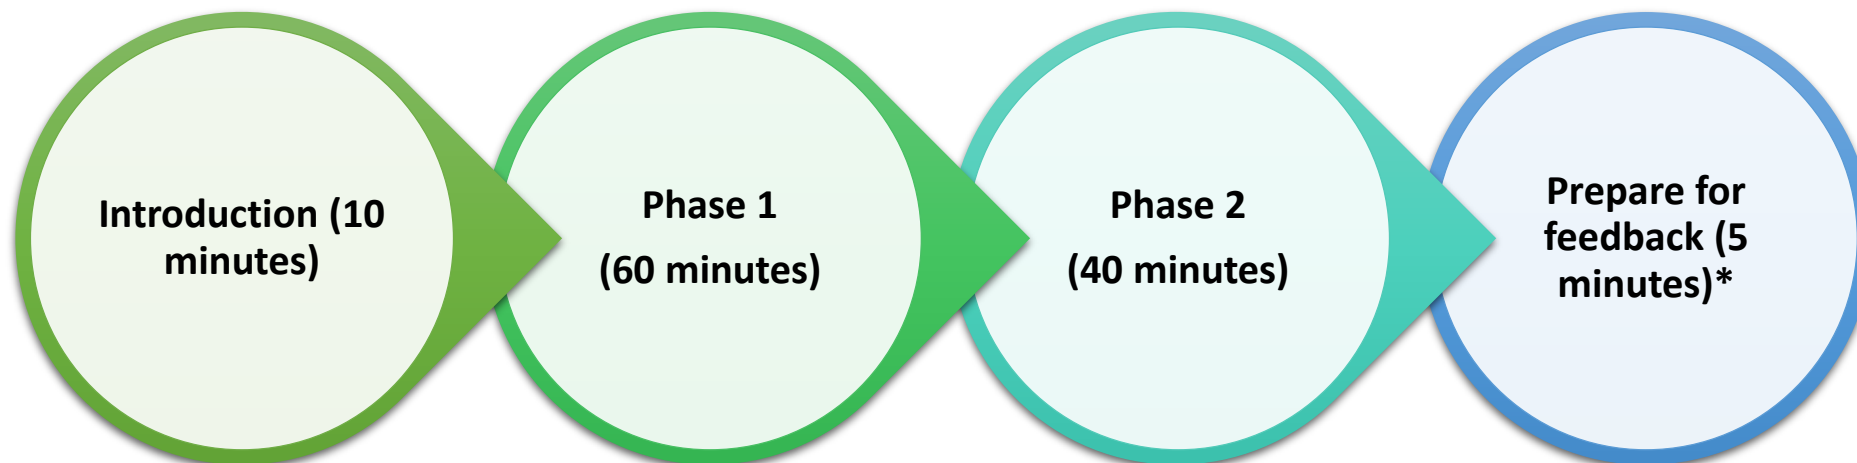 Introduction (10
minutes)
Phase 1
(60 minutes)
Phase 2
(40 minutes)
Prepare for
feedback (5
minutes)*